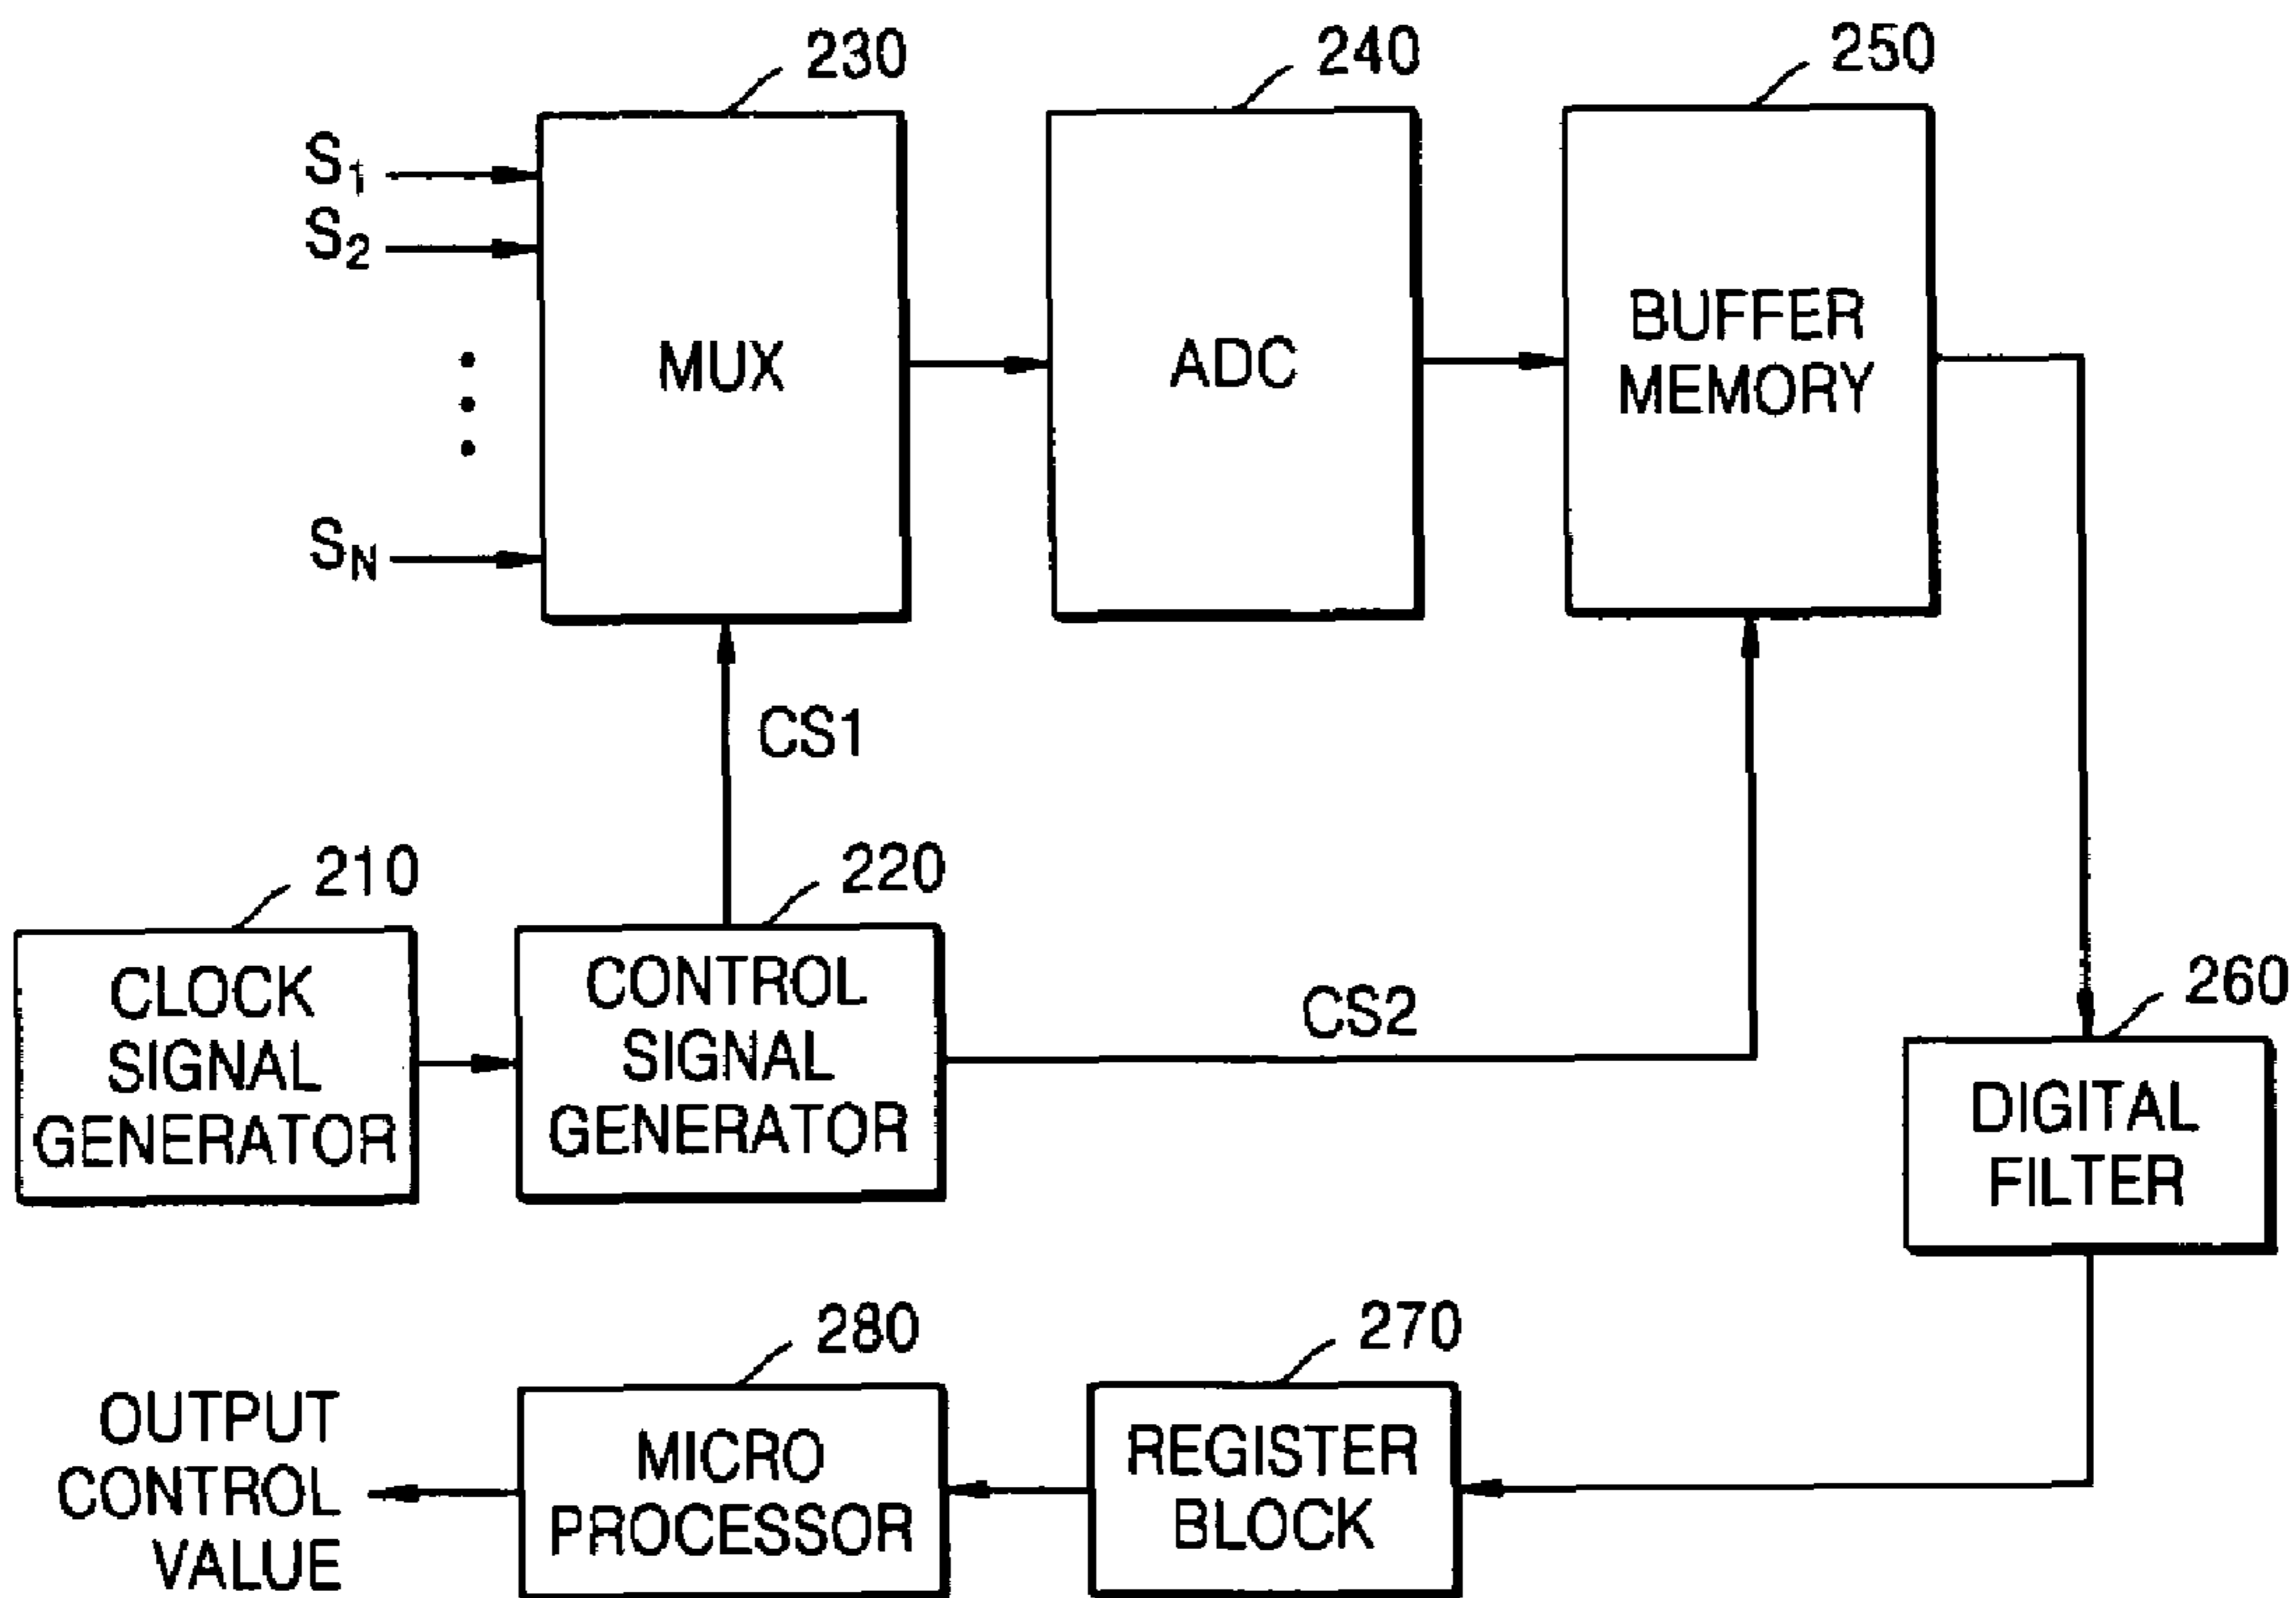 230
240
250
S1
S2
SN
MUX
ADC
BUFFER
MEMORY
CS1
210
220
CLOCK
SIGNAL
GENERATOR
CONTROL
SIGNAL
GENERATOR
CS2
260
DIGITAL
FILTER
280
270
OUTPUT
CONTROL
VALUE
MICRO
PROCESSOR
REGISTER
BLOCK